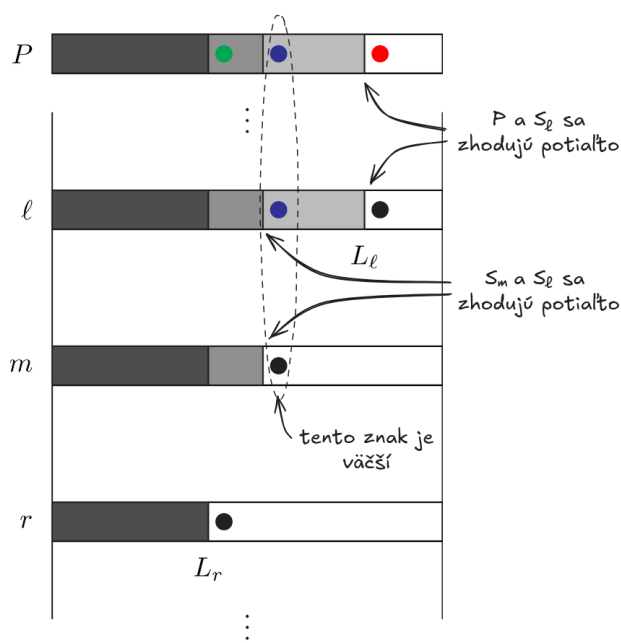 P
⋮
P a Sℓ sa
zhodujú potiaľto
ℓ
Lℓ
Sm a Sℓ sa
zhodujú potiaľto
m
tento znak je
väčší
r
Lr
⋮